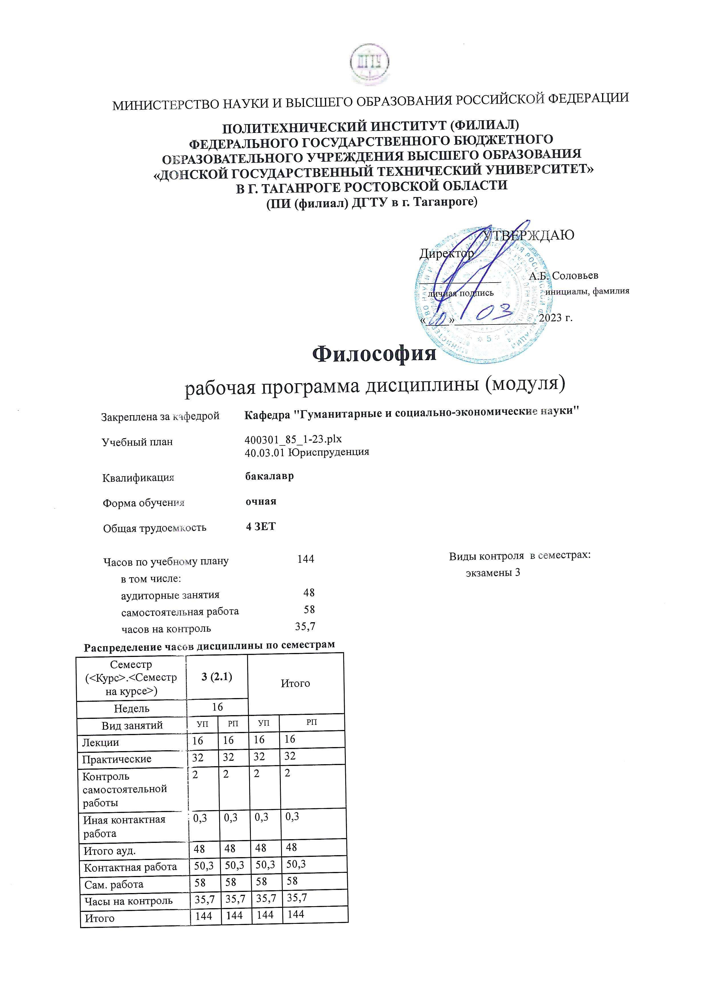 ДГТУ
МИНИСТЕРСТВО НАУКИ И ВЫСШЕГО ОБРАЗОВАНИЯ РОССИЙСКОЙ ФЕДЕРАЦИИ
ПОЛИТЕХНИЧЕСКИЙ ИНСТИТУТ (ФИЛИАЛ)
ФЕДЕРАЛЬНОГО ГОСУДАРСТВЕННОГО БЮДЖЕТНОГО
ОБРАЗОВАТЕЛЬНОГО УЧРЕЖДЕНИЯ ВЫСШЕГО ОБРАЗОВАНИЯ
«ДОНСКОЙ ГОСУДАРСТВЕННЫЙ ТЕХНИЧЕСКИЙ УНИВЕРСИТЕТ»
В Г. ТАГАНРОГЕ РОСТОВСКОЙ ОБЛАСТИ
(ПИ (филиал) ДГТУ в г. Таганроге)
УТВЕРЖДАЮ
Директор
А.Б. Соловьев
личная подпись инициалы, фамилия
«10» 03 2023 г.
Философия
рабочая программа дисциплины (модуля)
Закреплена за кафедрой Кафедра "Гуманитарные и социально-экономические науки"
Учебный план 400301_85_1-23.plx
40.03.01 Юриспруденция
Квалификация бакалавр
Форма обучения очная
Общая трудоемкость 4 ЗЕТ
Часов по учебному плану 144 Виды контроля в семестрах:
в том числе: экзамены 3
аудиторные занятия 48
самостоятельная работа 58
часов на контроль 35,7
Распределение часов дисциплины по семестрам
Семестр
(<Курс>.<Семестр
на курсе>) 3 (2.1) Итого
Недель 16
Вид занятий УП РП УП РП
Лекции 16 16 16 16
Практические 32 32 32 32
Контроль
самостоятельной
работы 2 2 2 2
Иная контактная
работа 0,3 0,3 0,3 0,3
Итого ауд. 48 48 48 48
Контактная работа 50,3 50,3 50,3 50,3
Сам. работа 58 58 58 58
Часы на контроль 35,7 35,7 35,7 35,7
Итого 144 144 144 144